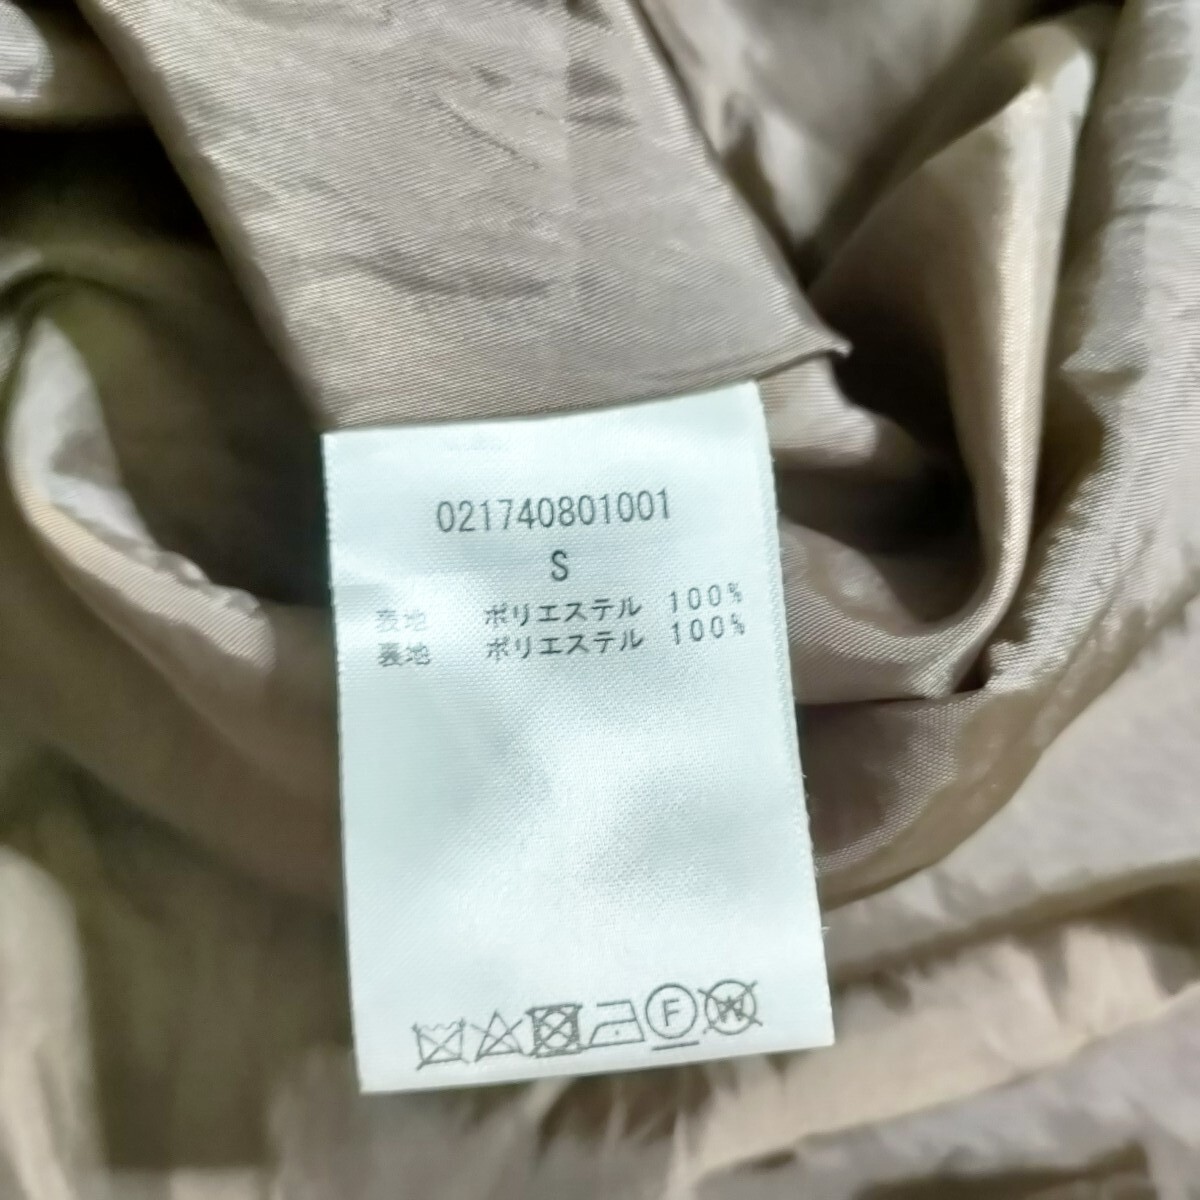 021740801001
S
表地 ポリエステル 100%
裏地 ポリエステル 100%
F W